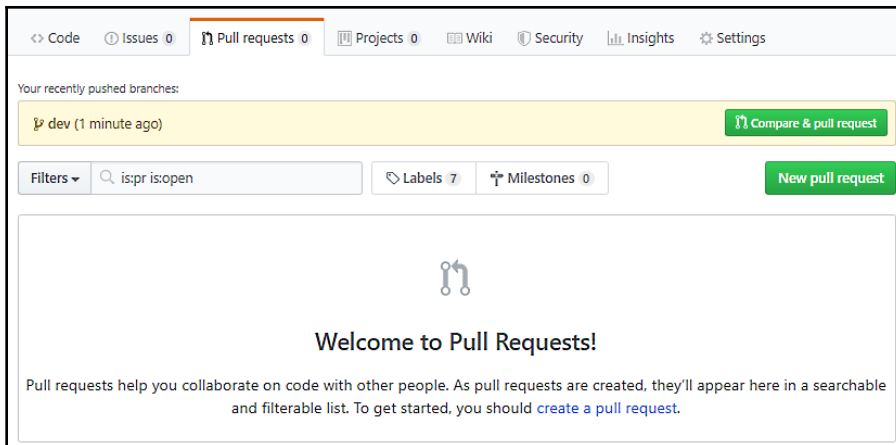 Code Issues 0 Pull requests 0 Projects 0 Wiki Security Insights Settings
Your recently pushed branches:
dev (1 minute ago) Compare & pull request
Filters is:pr is:open Labels 7 Milestones 0 New pull request
Welcome to Pull Requests!
Pull requests help you collaborate on code with other people. As pull requests are created, they'll appear here in a searchable
and filterable list. To get started, you should create a pull request.